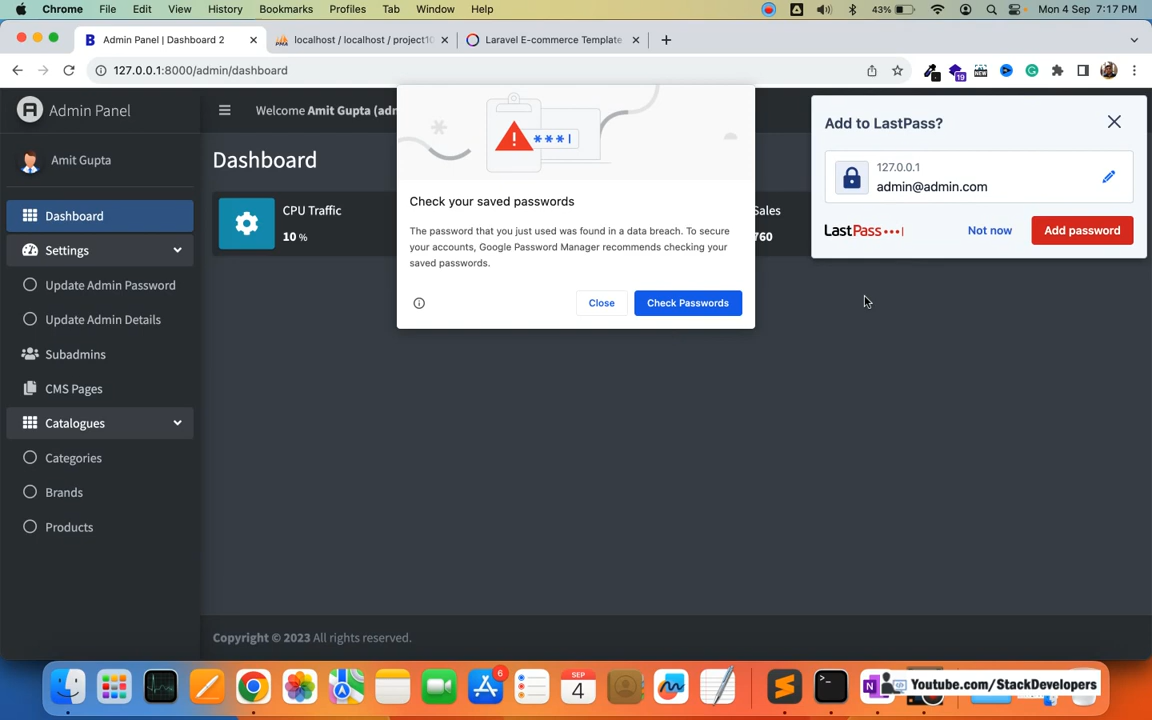 Chrome File Edit View History Bookmarks Profiles Tab Window Help 43% Mon 4 Sep 7:17 PM
Admin Panel | Dashboard 2 localhost / localhost / project10 Laravel E-commerce Template
127.0.0.1:8000/admin/dashboard 19
Admin Panel
Welcome Amit Gupta (adn
Amit Gupta
Dashboard
Dashboard
Settings
Update Admin Password
Update Admin Details
Subadmins
CMS Pages
Catalogues
Categories
Brands
Products
CPU Traffic
10 %
Sales
760
***|
Check your saved passwords
The password that you just used was found in a data breach. To secure
your accounts, Google Password Manager recommends checking your
saved passwords.
Close Check Passwords
Add to LastPass?
127.0.0.1
admin@admin.com
LastPass Not now Add password
Copyright © 2023 All rights reserved.
6
SEP
4
Youtube.com/StackDevelopers